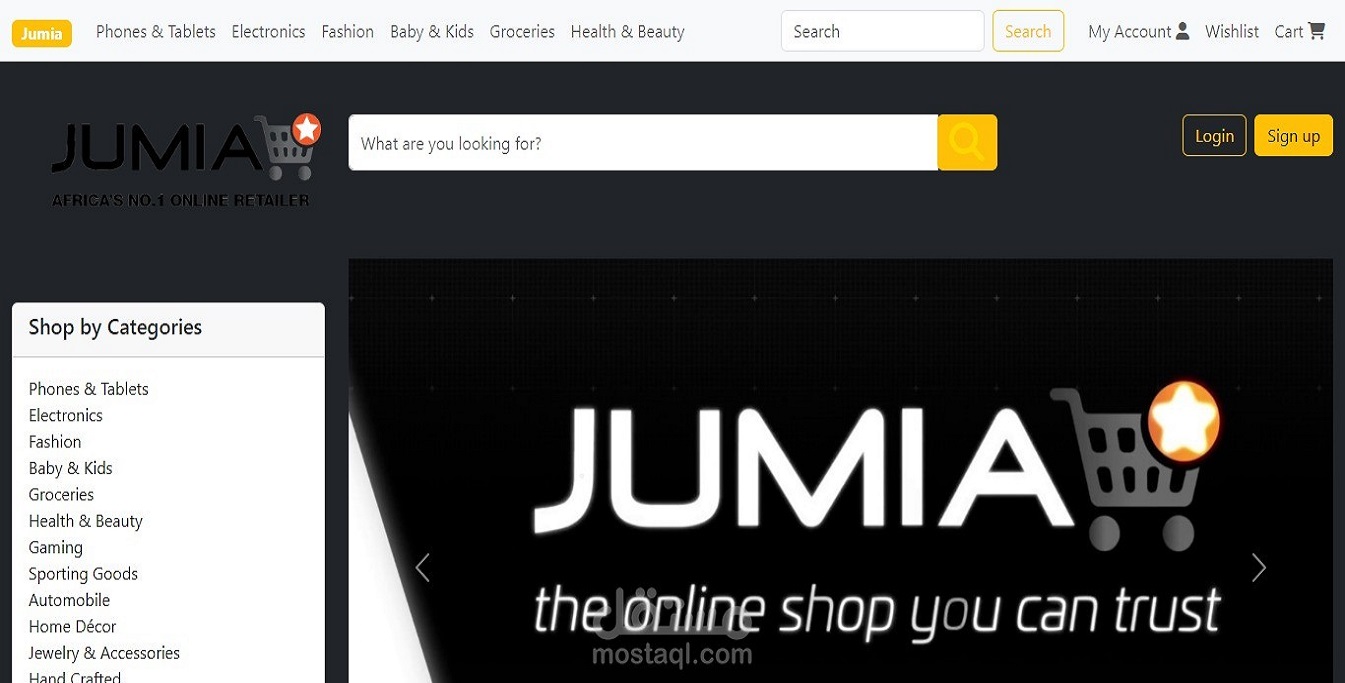 Jumia Phones & Tablets Electronics Fashion Baby & Kids Groceries Health & Beauty Search Search My Account Wishlist Cart
JUMIA What are you looking for? Login Sign up
AFRICA'S NO.1 ONLINE RETAILER
Shop by Categories
Phones & Tablets
Electronics
Fashion
Baby & Kids
Groceries
Health & Beauty
Gaming
Sporting Goods
Automobile
Home Décor
Jewelry & Accessories
Hand Crafted
JUMIA
the online shop you can trust
مستقل
mostaql.com